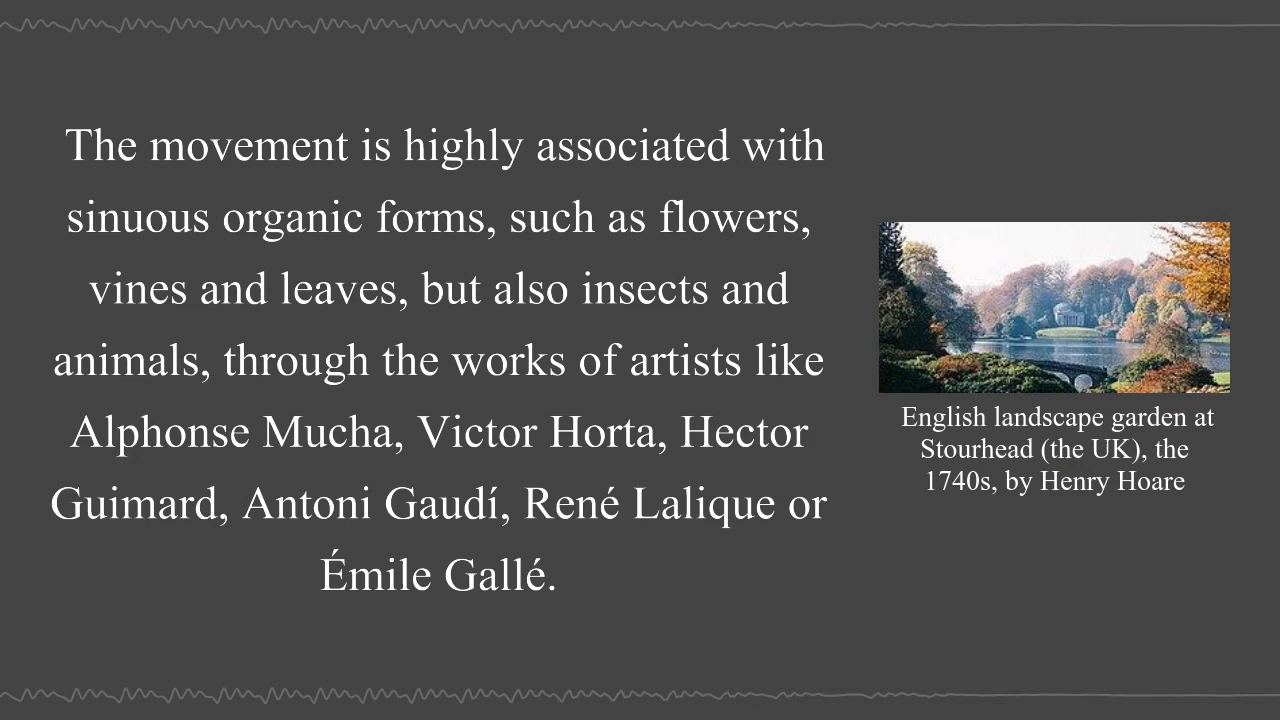 The movement is highly associated with
sinuous organic forms, such as flowers,
vines and leaves, but also insects and
animals, through the works of artists like
Alphonse Mucha, Victor Horta, Hector
Guimard, Antoni Gaudí, René Lalique or
Émile Gallé.
English landscape garden at
Stourhead (the UK), the
1740s, by Henry Hoare